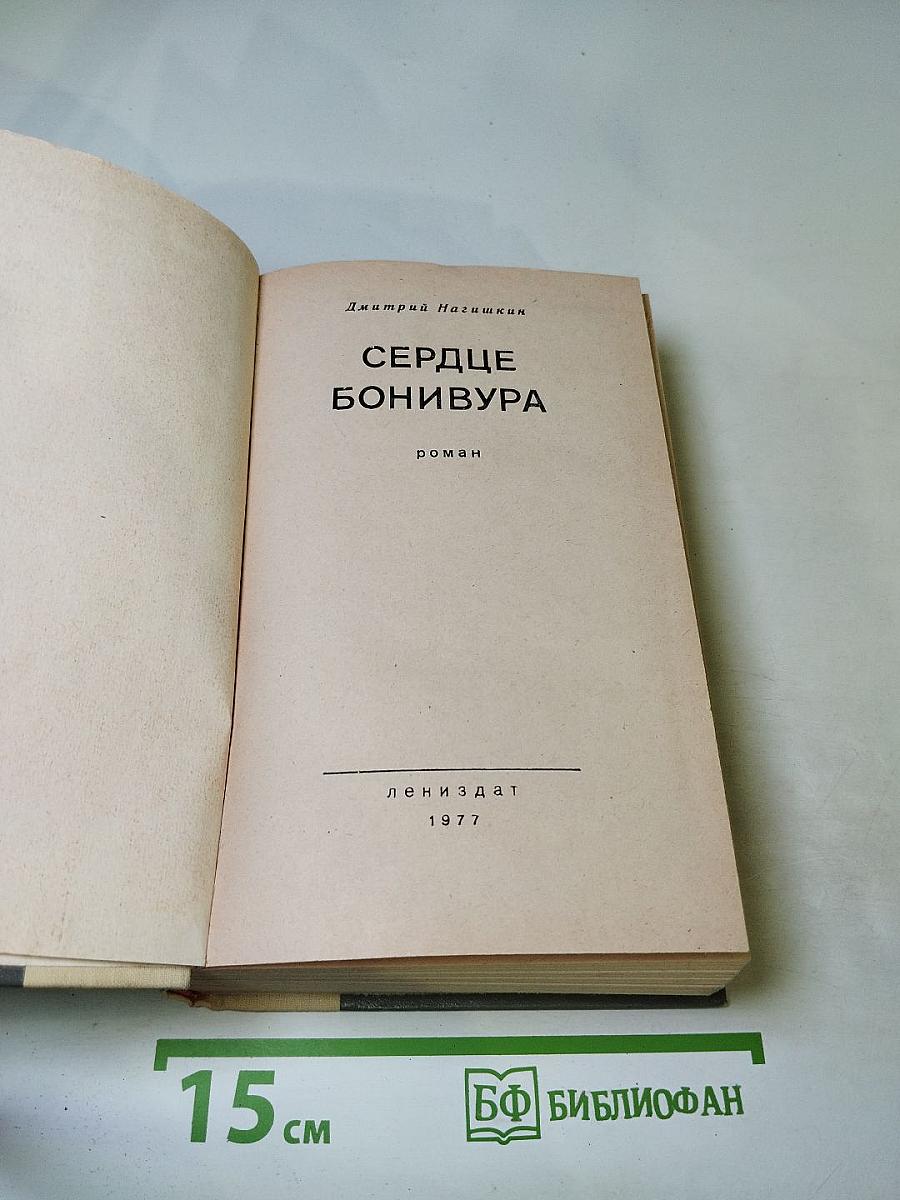 Дмитрий Нагишкин
СЕРДЦЕ
БОНИВУРА
роман
лениздат
1977
15 см
БФ БИБЛИОФАН